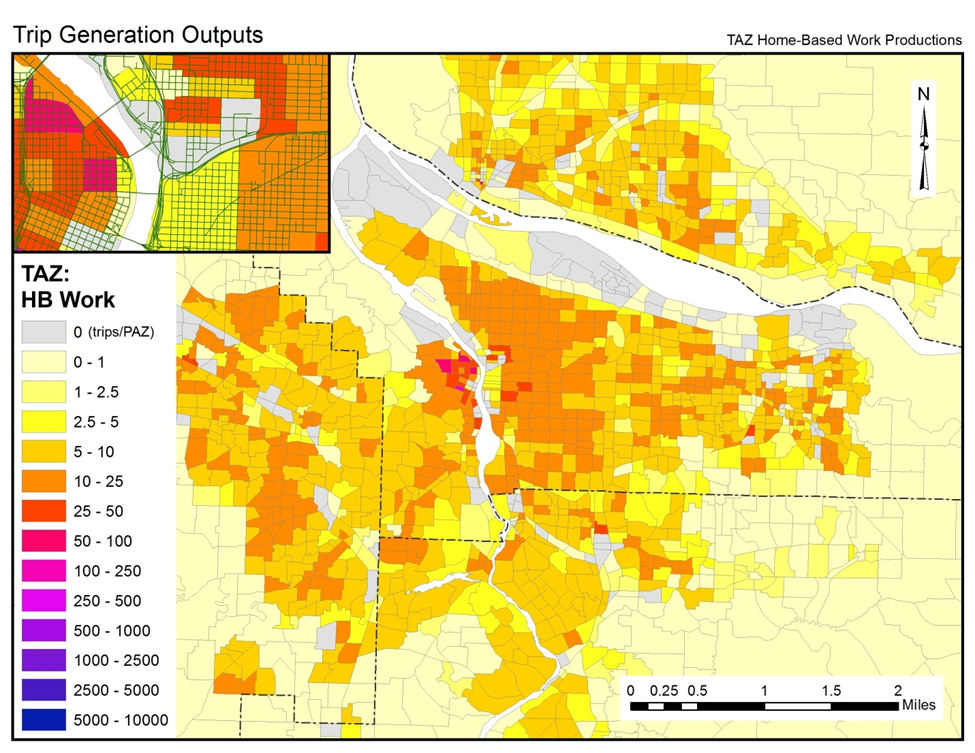 Trip Generation Outputs
TAZ Home-Based Work Productions
N
TAZ:
HB Work
0 (trips/PAZ)
0 - 1
1 - 2.5
2.5 - 5
5 - 10
10 - 25
25 - 50
50 - 100
100 - 250
250 - 500
500 - 1000
1000 - 2500
2500 - 5000
5000 - 10000
0 0.25 0.5 1 1.5 2
Miles